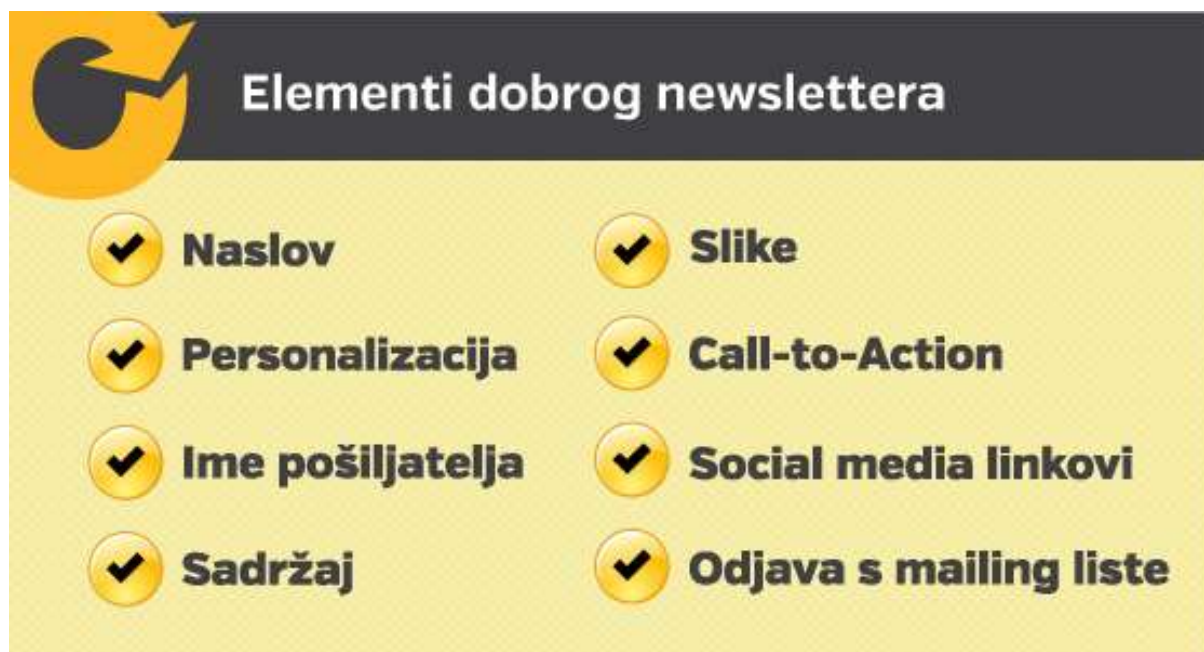 Elementi dobrog newslettera
Naslov
Personalizacija
Ime pošiljatelja
Sadržaj
Slike
Call-to-Action
Social media linkovi
Odjava s mailing liste